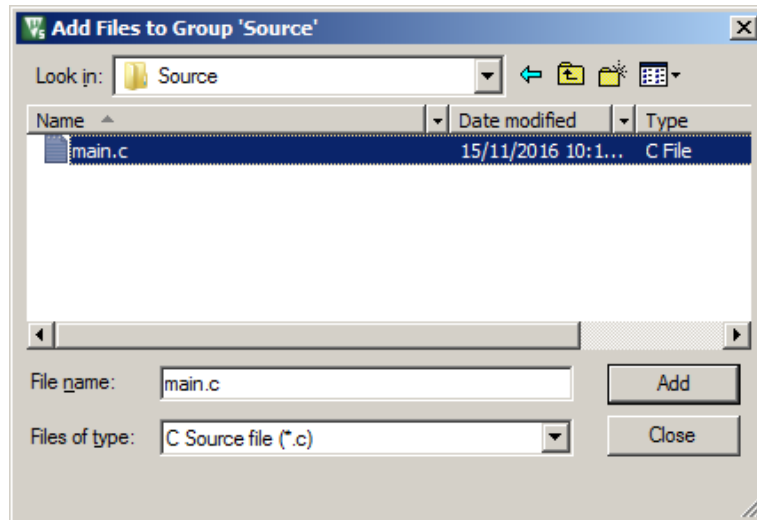 Add Files to Group 'Source'
Look in: Source
Name Date modified Type
main.c 15/11/2016 10:1... C File
File name: main.c Add
Files of type: C Source file (*.c) Close